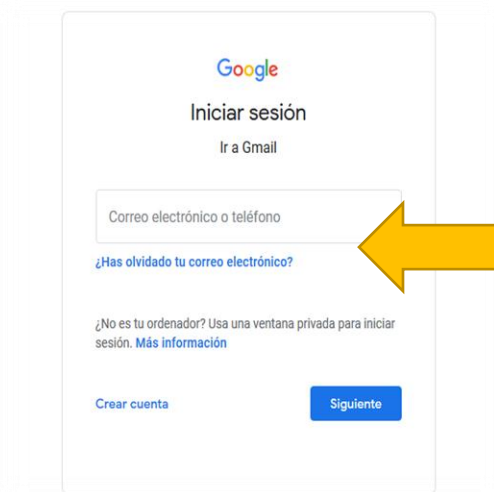 Google
Iniciar sesión
Ir a Gmail
Correo electrónico o teléfono
¿Has olvidado tu correo electrónico?
¿No es tu ordenador? Usa una ventana privada para iniciar
sesión. Más información
Crear cuenta
Siguiente